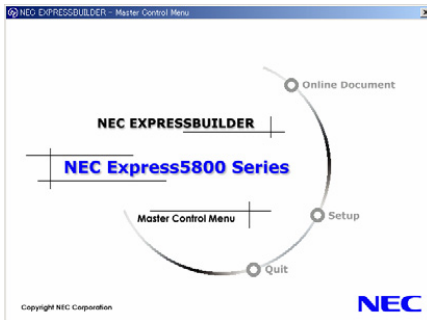 NEC EXPRESSBUILDER - Master Control Menu
Online Document
NEC EXPRESSBUILDER
NEC Express5800 Series
Master Control Menu
Setup
Quit
Copyright NEC Corporation
NEC